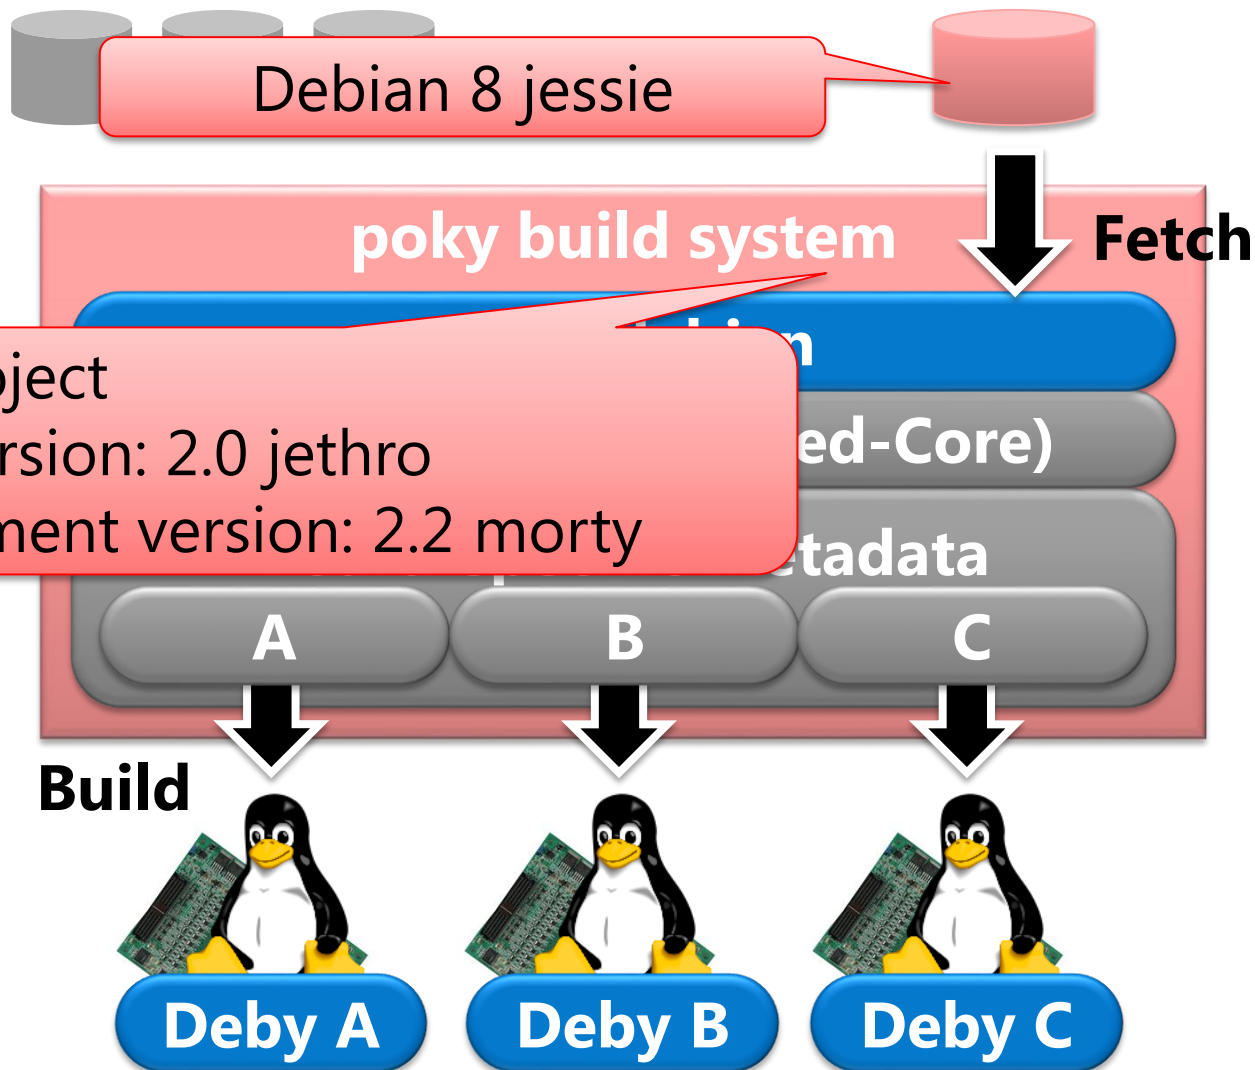 Debian 8 jessie
poky build system
Fetch
oject
rsion: 2.0 jethro
ment version: 2.2 morty
ed-Core)
etadata
A
B
C
Build
Deby A
Deby B
Deby C